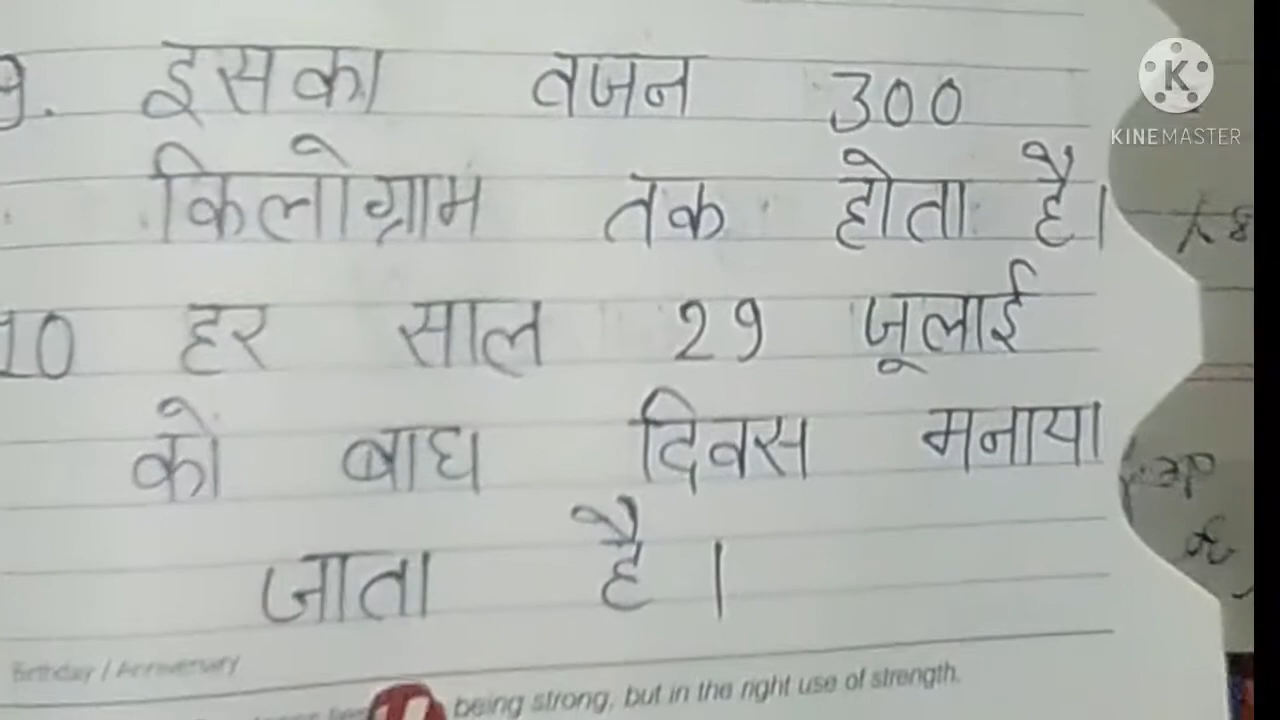 9. इसका वजन 300
KINEMASTER
किलोग्राम तक होता है।
10 हर साल 29 जूलाई
को बाघ दिवस मनाया
जाता है।
Birthday / Anniversary
being strong, but in the right use of strength.